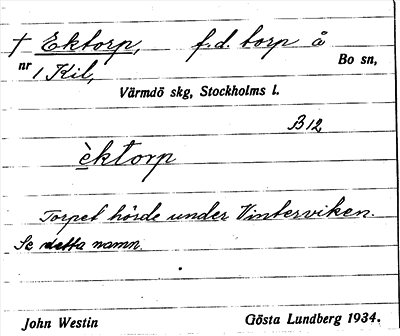 † Ektorp, f.d. torp å Bo sn,
nr 1 Kil,
Värmdö skg, Stockholms l.
B12
èktorp
Torpet hörde under Vinterviken.
Se detta namn.
John Westin Gösta Lundberg 1934.